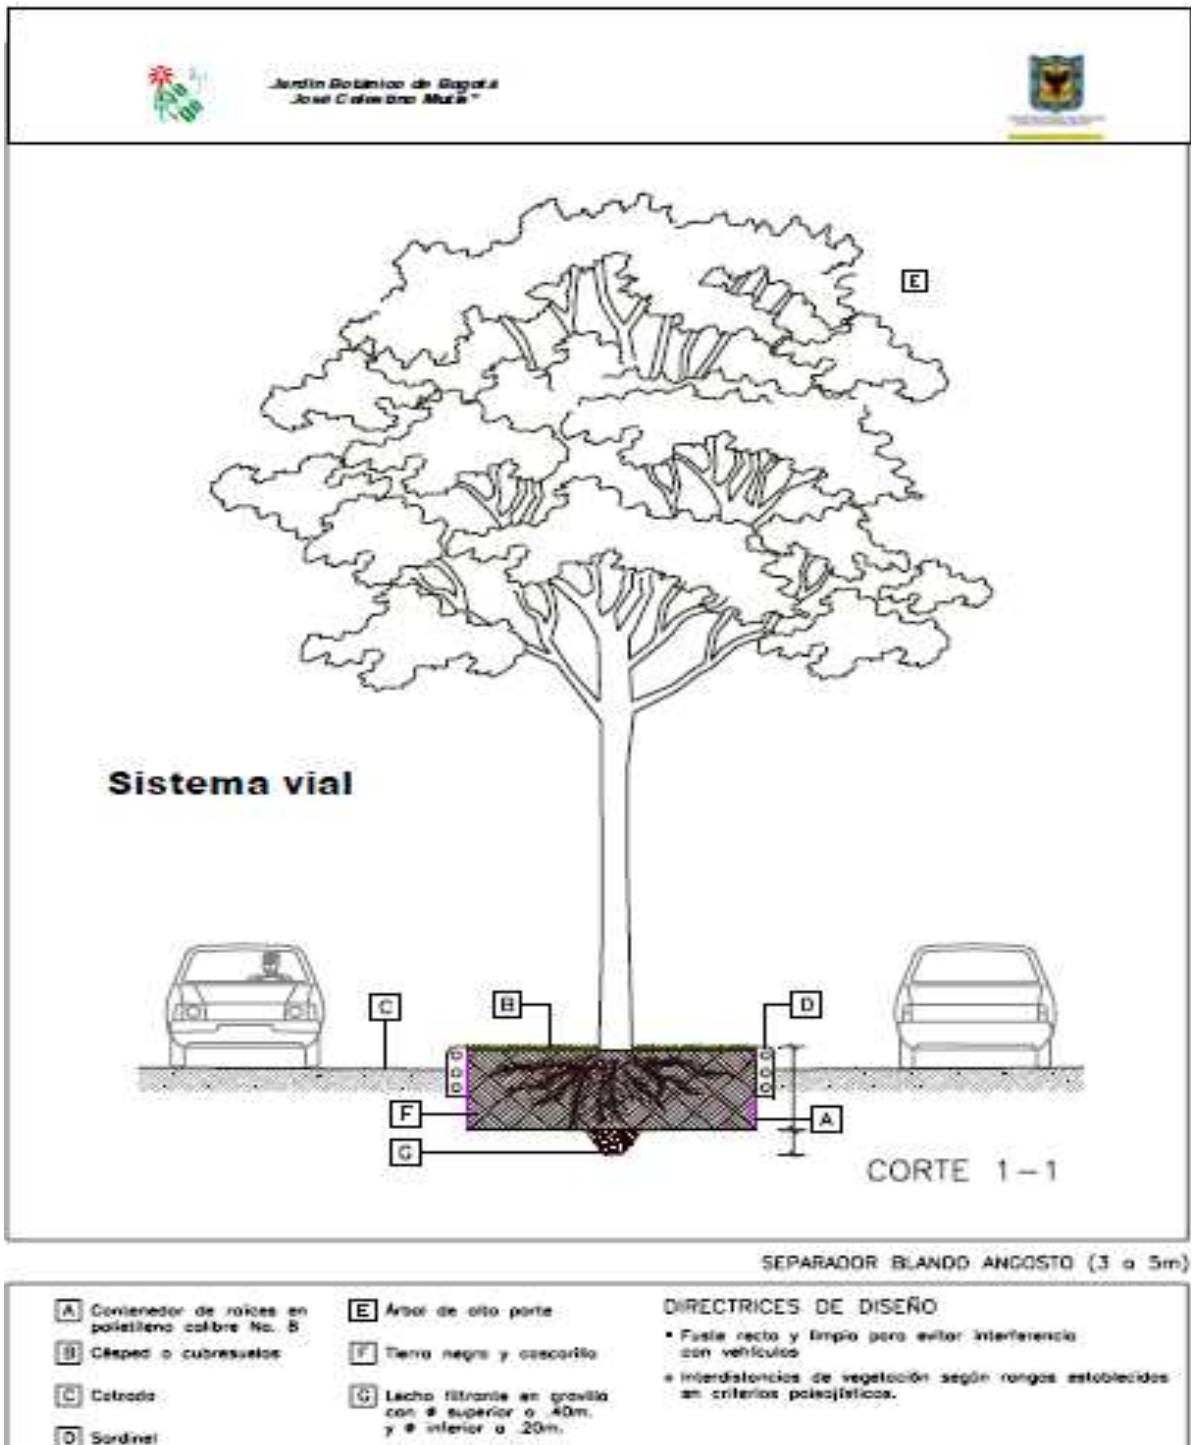 Jardín Botánico de Bogotá
José Celestino Mutis"
E
Sistema vial
C
B
D
F
A
G
CORTE 1-1
SEPARADOR BLANDO ANGOSTO (3 a 5m)
A Contenedor de raíces en
polietileno calibre No. 8
B Césped o cubresuelos
C Calzada
D Sardinel
E Árbol de alto porte
F Tierra negra y cascarilla
G Lecho filtrante en gravilla
con ø superior a .40m.
y ø inferior a .20m.
DIRECTRICES DE DISEÑO
• Fuste recto y limpio para evitar interferencia
con vehículos
• Interdistancias de vegetación según rangos establecidos
en criterios paisajísticos.